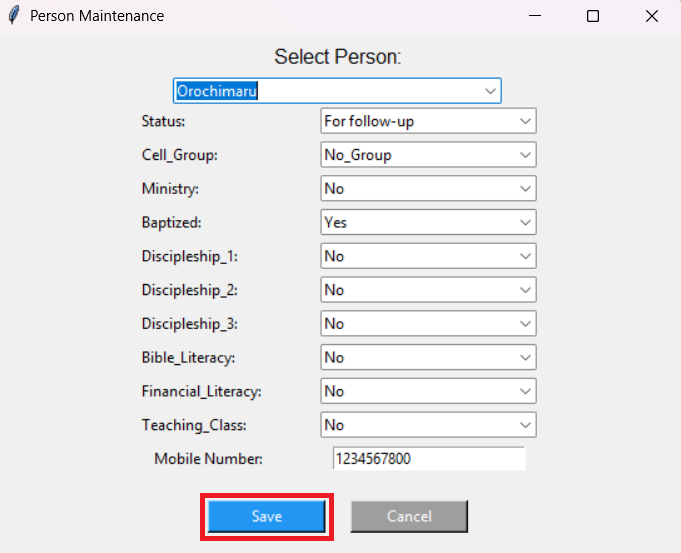 Person Maintenance
Select Person:
Orochimaru
Status: For follow-up
Cell_Group: No_Group
Ministry: No
Baptized: Yes
Discipleship_1: No
Discipleship_2: No
Discipleship_3: No
Bible_Literacy: No
Financial_Literacy: No
Teaching_Class: No
Mobile Number: 1234567800
Save Cancel